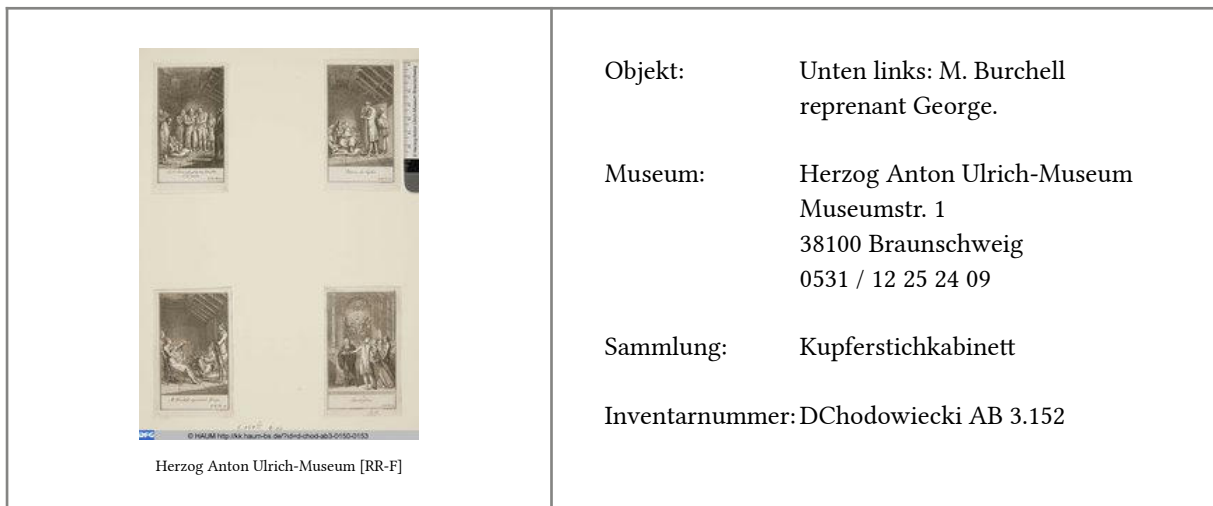 DFG © HAUM http://kk.haum-bs.de/?id=d-chod-ab3-0150-0153
Herzog Anton Ulrich-Museum [RR-F]
Objekt: Unten links: M. Burchell
reprenant George.
Museum: Herzog Anton Ulrich-Museum
Museumstr. 1
38100 Braunschweig
0531 / 12 25 24 09
Sammlung: Kupferstichkabinett
Inventarnummer: DChodowiecki AB 3.152